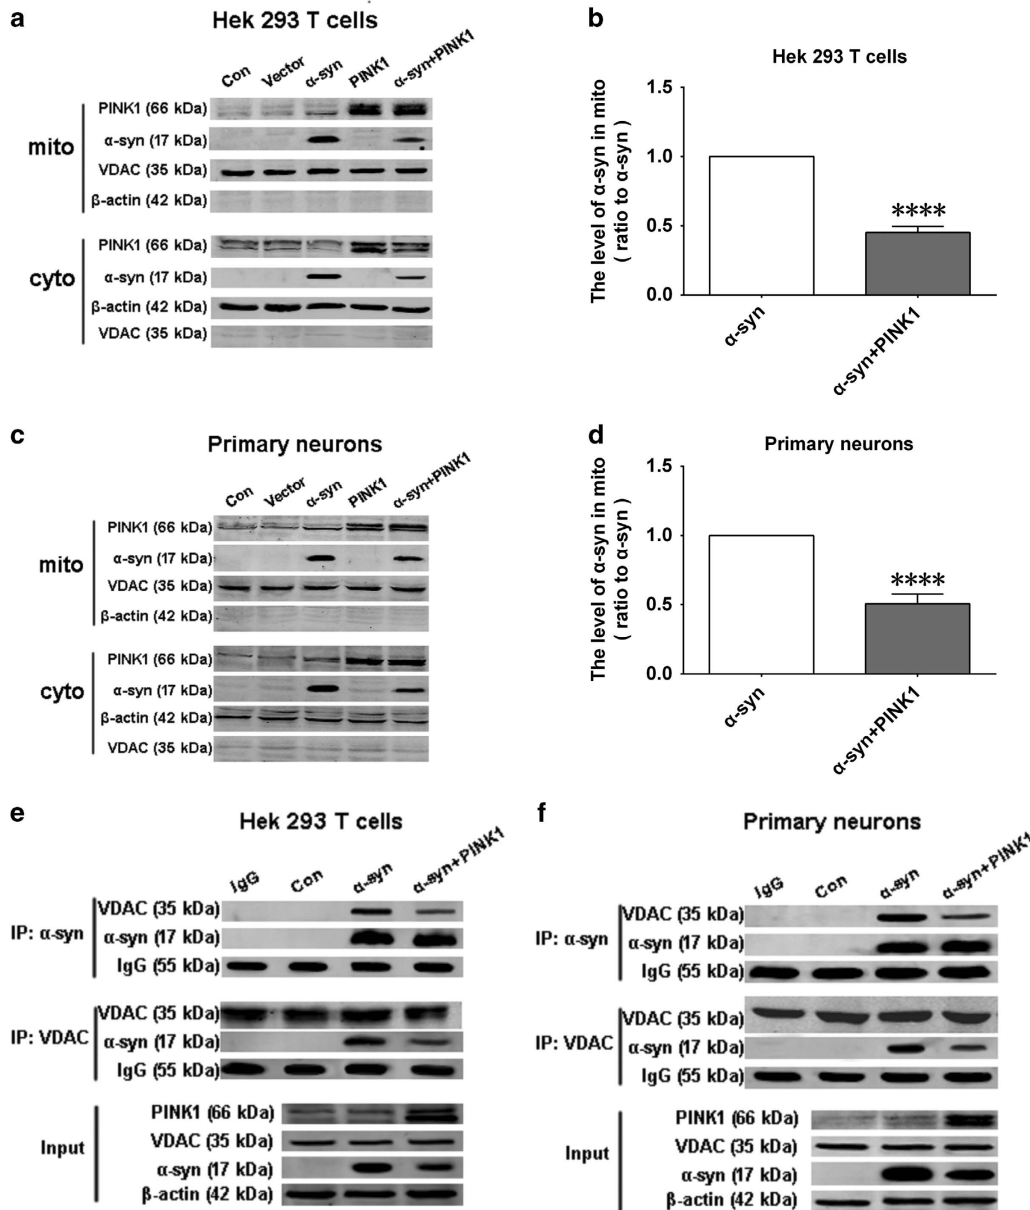 a
Hek 293 T cells
Con Vector α-syn PINK1 α-syn+PINK1
mito
PINK1 (66 kDa)
α-syn (17 kDa)
VDAC (35 kDa)
β-actin (42 kDa)
cyto
PINK1 (66 kDa)
α-syn (17 kDa)
β-actin (42 kDa)
VDAC (35 kDa)
b
Hek 293 T cells
The level of α-syn in mito
( ratio to α-syn )
1.5
1.0
0.5
0.0
****
α-syn
α-syn+PINK1
c
Primary neurons
Con Vector α-syn PINK1 α-syn+PINK1
mito
PINK1 (66 kDa)
α-syn (17 kDa)
VDAC (35 kDa)
β-actin (42 kDa)
cyto
PINK1 (66 kDa)
α-syn (17 kDa)
β-actin (42 kDa)
VDAC (35 kDa)
d
Primary neurons
The level of α-syn in mito
( ratio to α-syn )
1.5
1.0
0.5
0.0
****
α-syn
α-syn+PINK1
e
Hek 293 T cells
IgG Con α-syn α-syn+PINK1
IP: α-syn
VDAC (35 kDa)
α-syn (17 kDa)
IgG (55 kDa)
IP: VDAC
VDAC (35 kDa)
α-syn (17 kDa)
IgG (55 kDa)
Input
PINK1 (66 kDa)
VDAC (35 kDa)
α-syn (17 kDa)
β-actin (42 kDa)
f
Primary neurons
IgG Con α-syn α-syn+PINK1
IP: α-syn
VDAC (35 kDa)
α-syn (17 kDa)
IgG (55 kDa)
IP: VDAC
VDAC (35 kDa)
α-syn (17 kDa)
IgG (55 kDa)
Input
PINK1 (66 kDa)
VDAC (35 kDa)
α-syn (17 kDa)
β-actin (42 kDa)